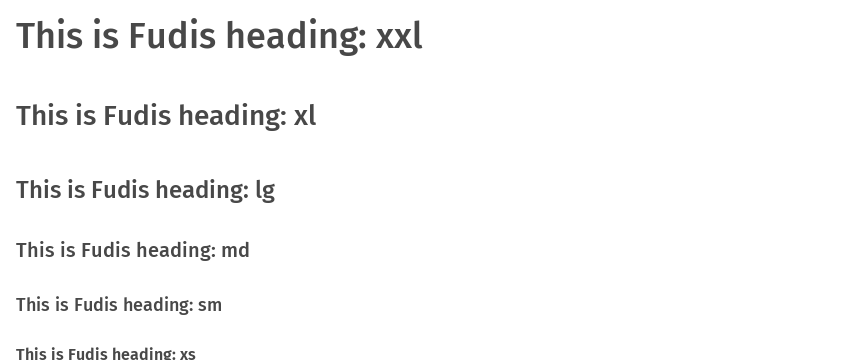 This is Fudis heading: xxl
This is Fudis heading: xl
This is Fudis heading: lg
This is Fudis heading: md
This is Fudis heading: sm
This is Fudis heading: xs